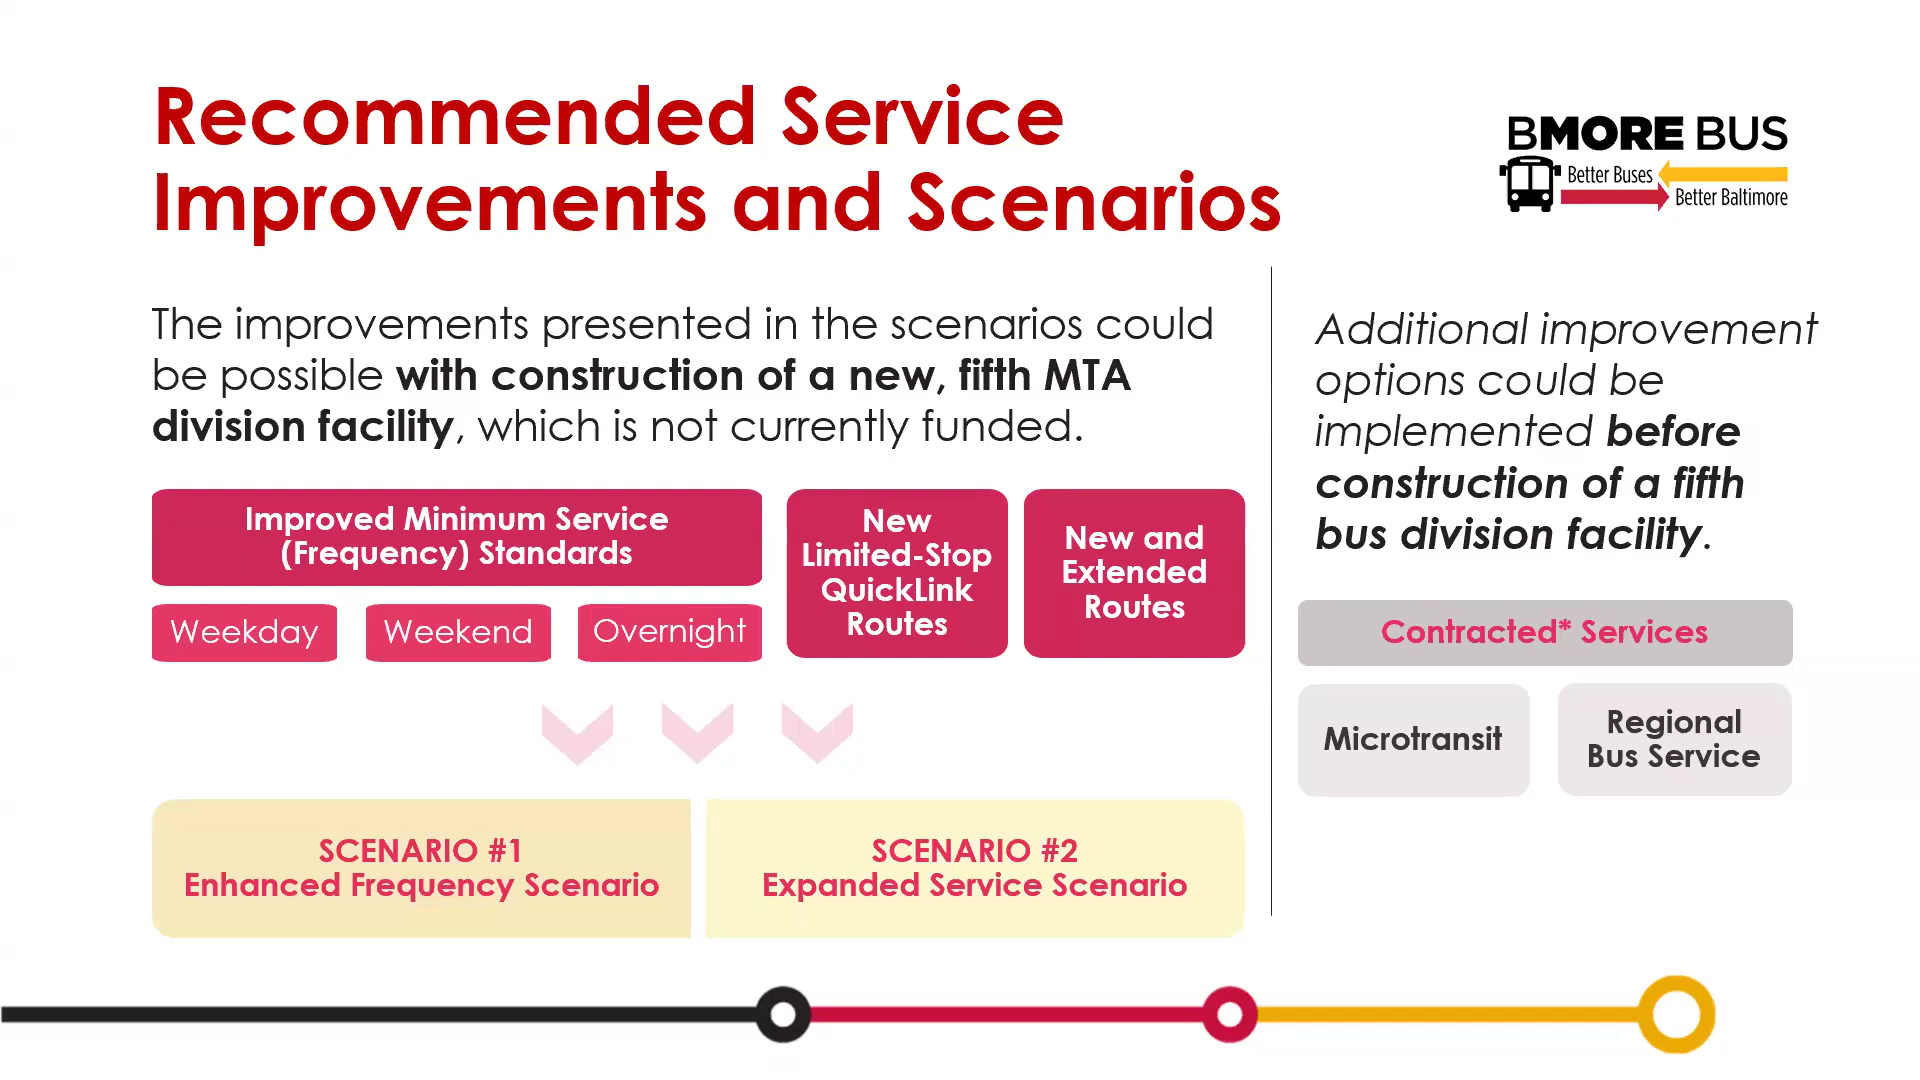 Recommended Service
Improvements and Scenarios
BMORE BUS
Better Buses
Better Baltimore
The improvements presented in the scenarios could
be possible with construction of a new, fifth MTA
division facility, which is not currently funded.
Improved Minimum Service
(Frequency) Standards
Weekday
Weekend
Overnight
New
Limited-Stop
QuickLink
Routes
New and
Extended
Routes
SCENARIO #1
Enhanced Frequency Scenario
SCENARIO #2
Expanded Service Scenario
Additional improvement
options could be
implemented before
construction of a fifth
bus division facility.
Contracted* Services
Microtransit
Regional
Bus Service